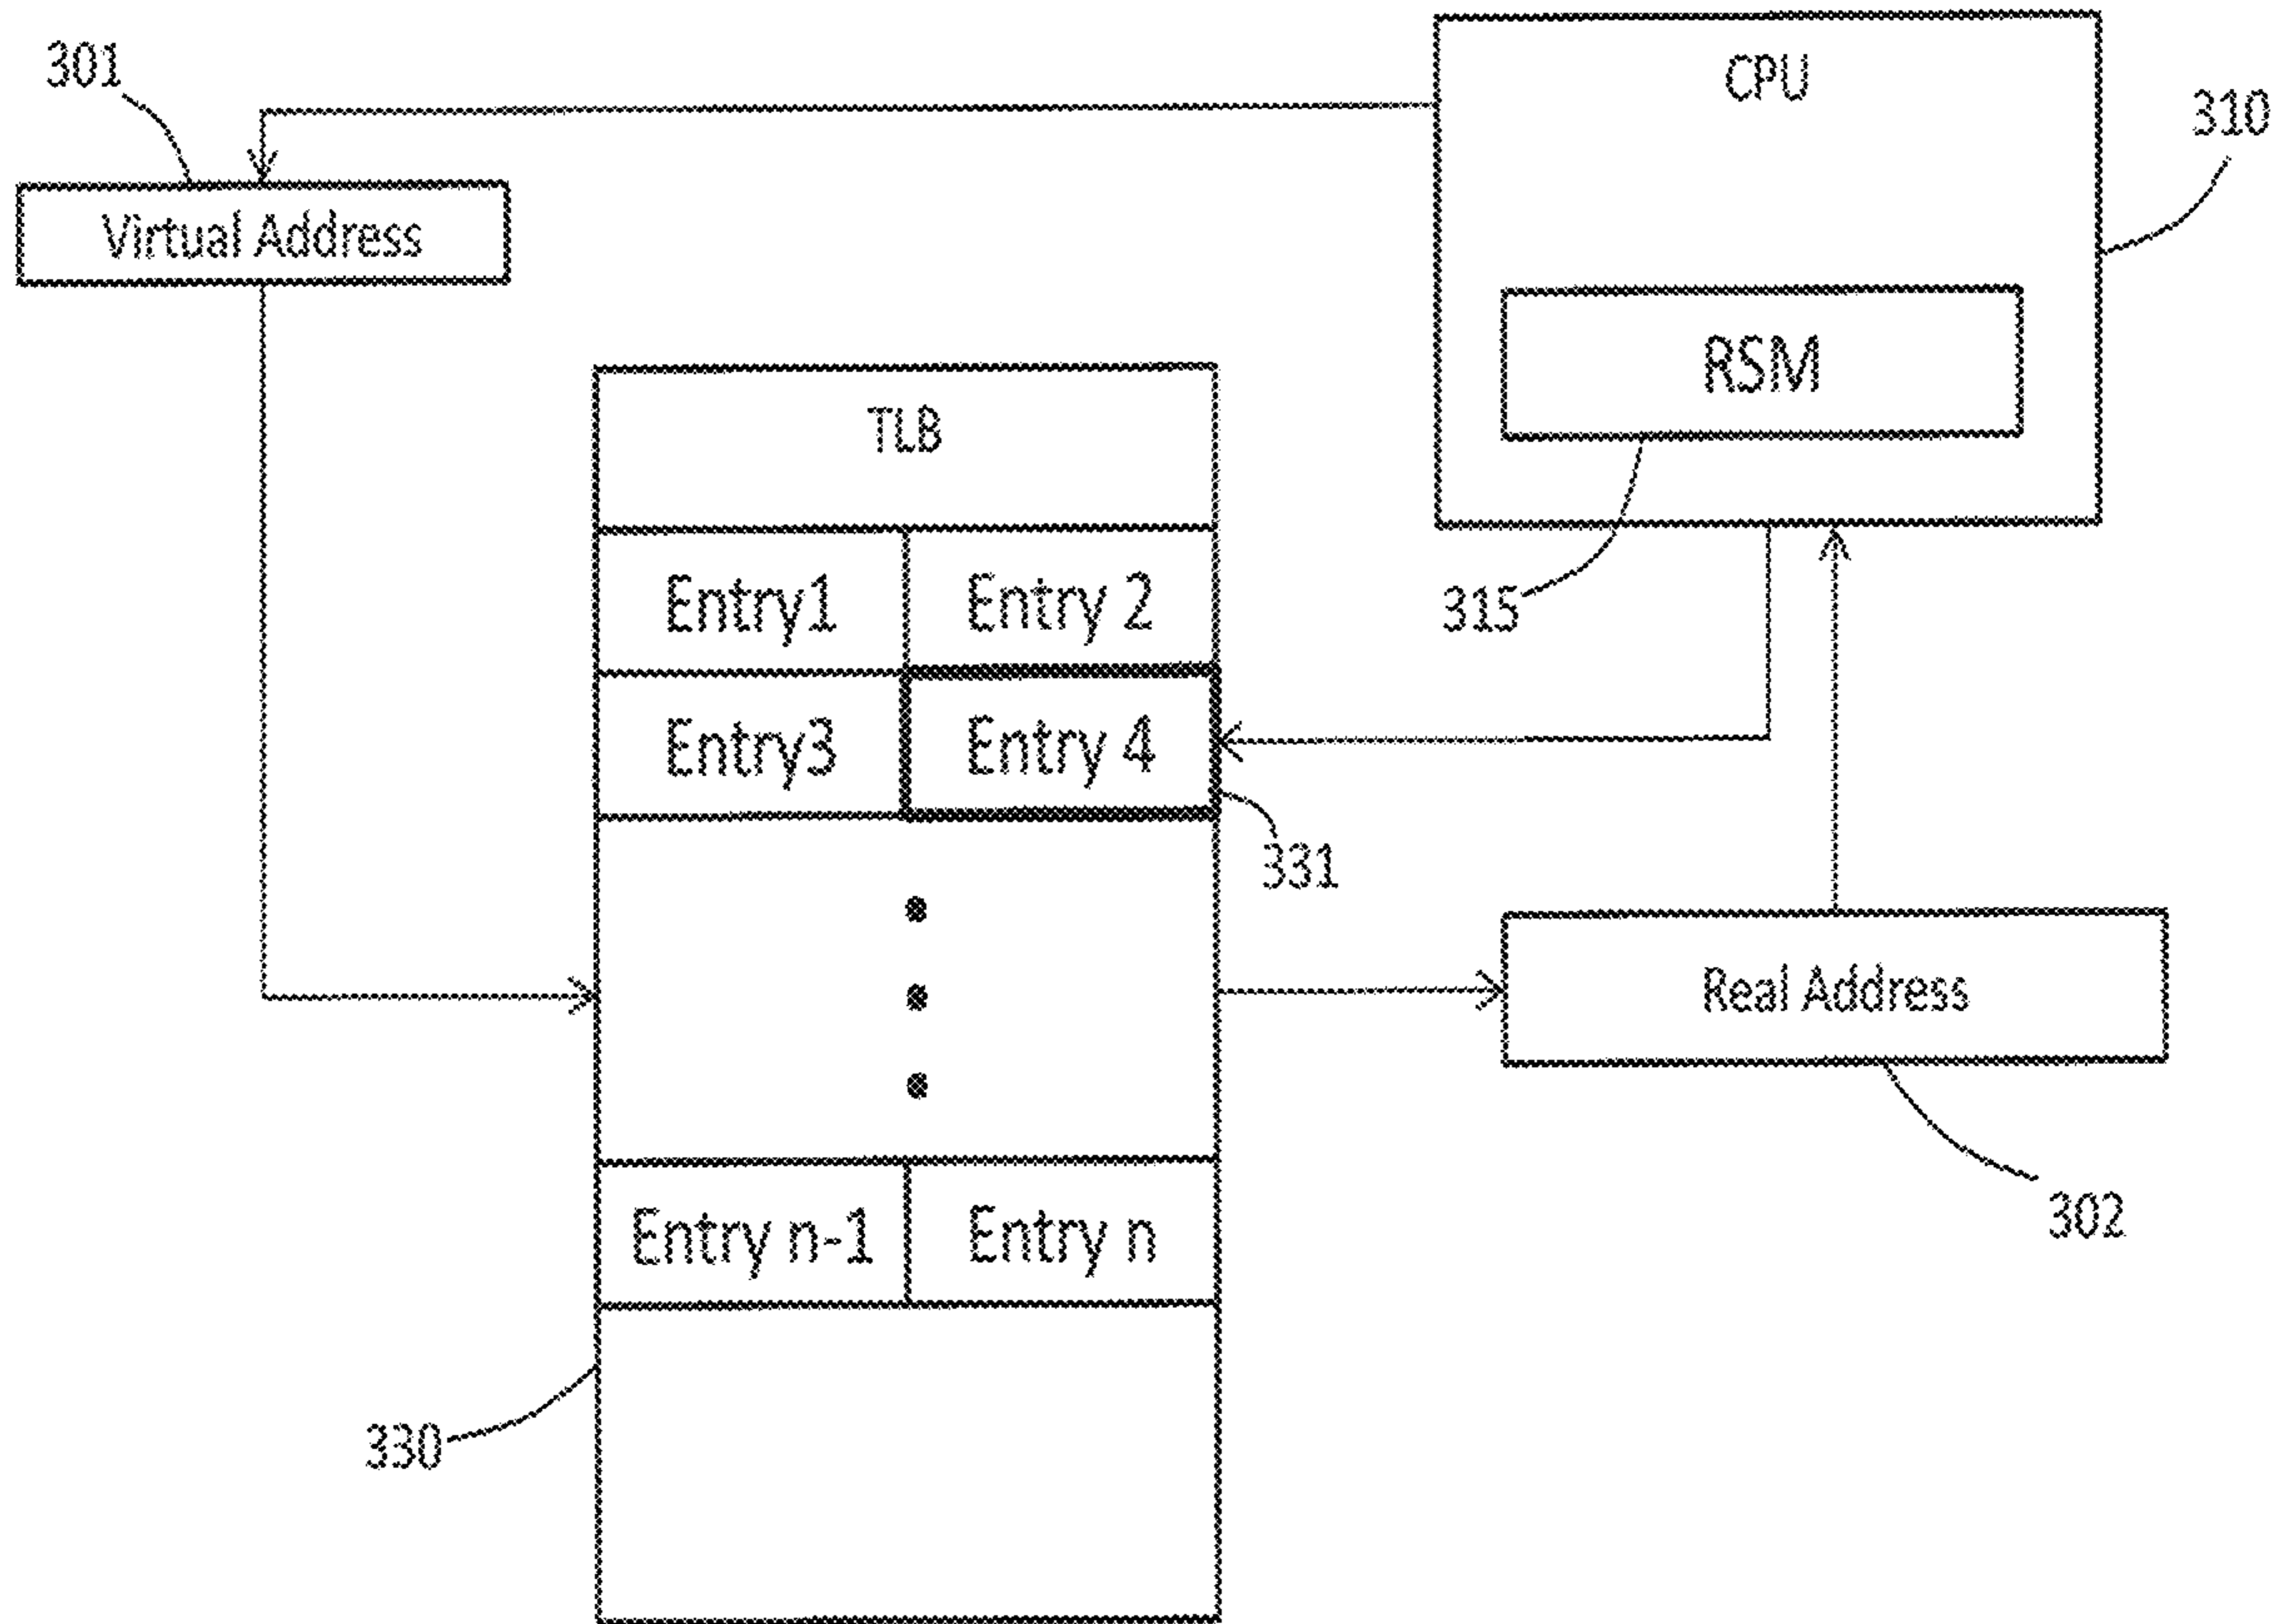 301
CPU
310
Virtual Address
RSM
TLB
Entry1 Entry 2
315
Entry3 Entry 4
331
Real Address
Entry n-1 Entry n
302
330